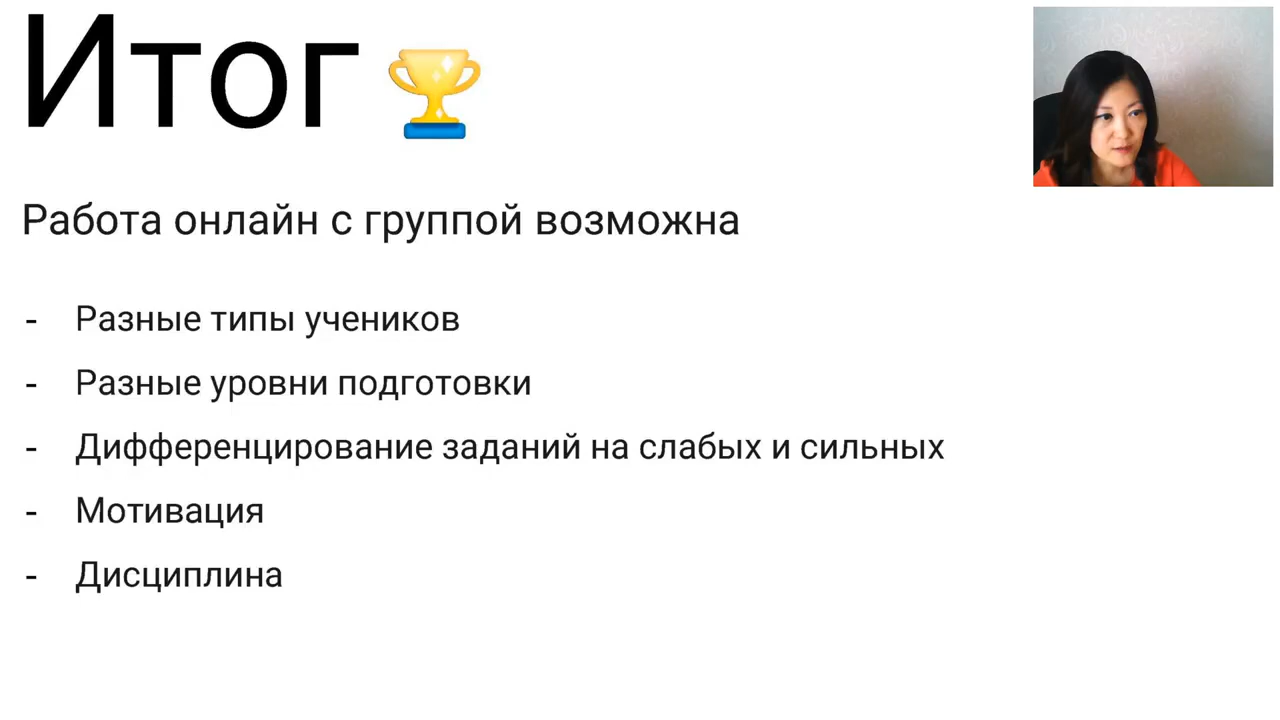 Итог
Работа онлайн с группой возможна
- Разные типы учеников
- Разные уровни подготовки
- Дифференцирование заданий на слабых и сильных
- Мотивация
- Дисциплина